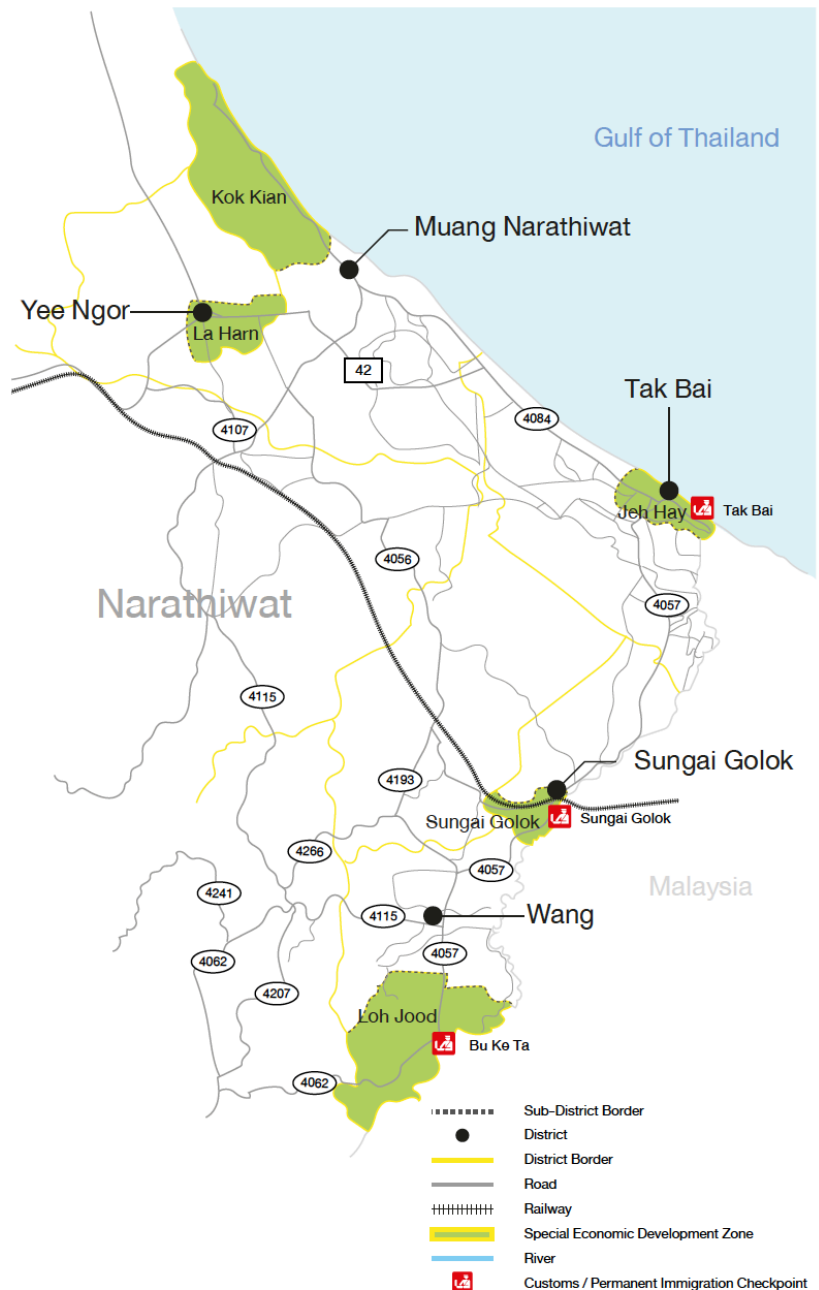 Gulf of Thailand
Kok Kian
Muang Narathiwat
Yee Ngor
La Harn
42
Tak Bai
4084
4107
Jeh Hay
Tak Bai
4056
Narathiwat
4057
4115
Sungai Golok
4193
Sungai Golok
Sungai Golok
4266
4057
Malaysia
4241
4115
Wang
4062
4057
4207
Loh Jood
Bu Ke Ta
4062
Sub-District Border
District
District Border
Road
Railway
Special Economic Development Zone
River
Customs / Permanent Immigration Checkpoint